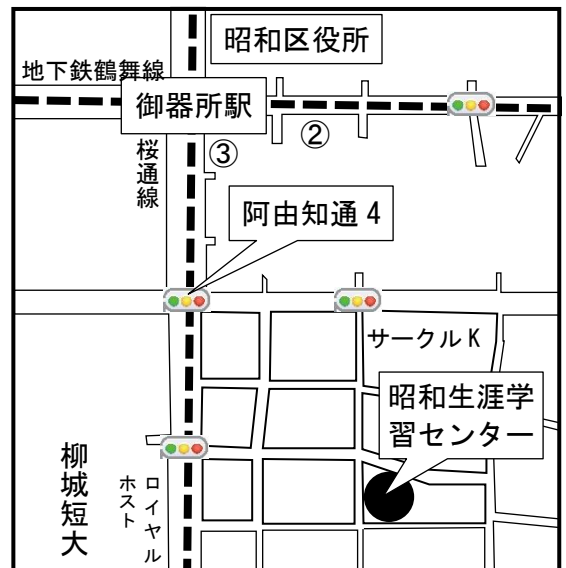 昭和区役所
地下鉄鶴舞線
御器所駅
桜通線
③
②
阿由知通 4
サークル K
昭和生涯学
習センター
柳城短大
ロイヤル
ホスト